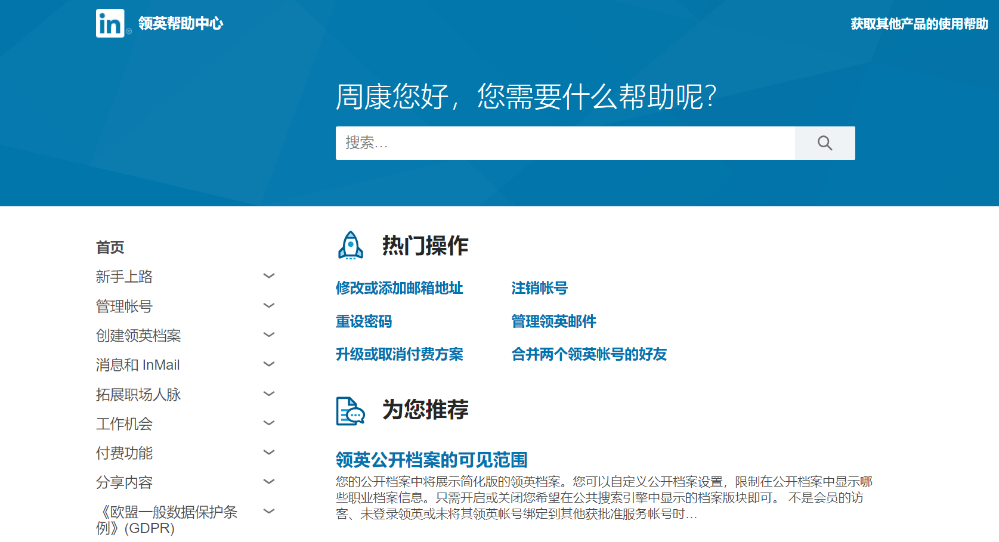 in® 领英帮助中心
获取其他产品的使用帮助
周康您好，您需要什么帮助呢？
搜索...
首页
新手上路
管理帐号
创建领英档案
消息和 InMail
拓展职场人脉
工作机会
付费功能
分享内容
《欧盟一般数据保护条
例》(GDPR)
热门操作
修改或添加邮箱地址
注销帐号
重设密码
管理领英邮件
升级或取消付费方案
合并两个领英帐号的好友
为您推荐
领英公开档案的可见范围
您的公开档案中将展示简化版的领英档案。您可以自定义公开档案设置，限制在公开档案中显示哪
些职业档案信息。只需开启或关闭您希望在公共搜索引擎中显示的档案版块即可。 不是会员的访
客、未登录领英或未将其领英帐号绑定到其他获批准服务帐号时...